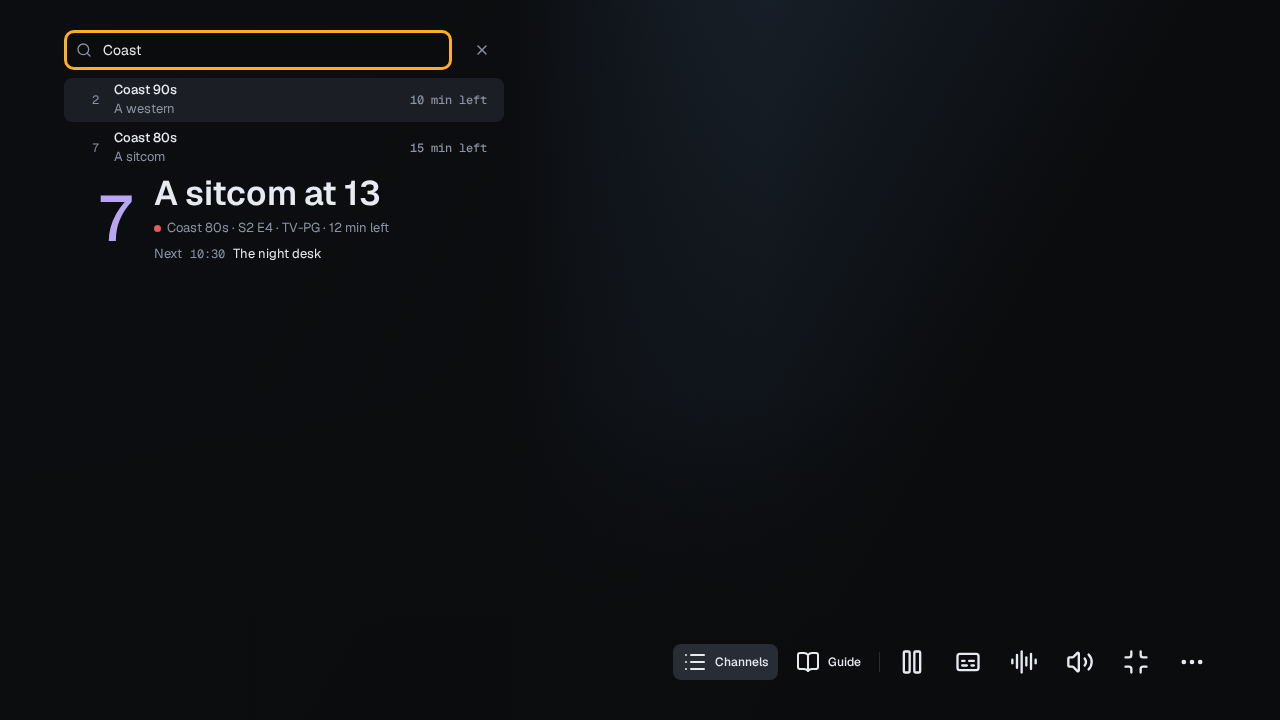 Coast
2
Coast 90s
A western
10 min left
7
Coast 80s
A sitcom
15 min left
7
A sitcom at 13
Coast 80s · S2 E4 · TV-PG · 12 min left
Next 10:30 The night desk
Channels
Guide